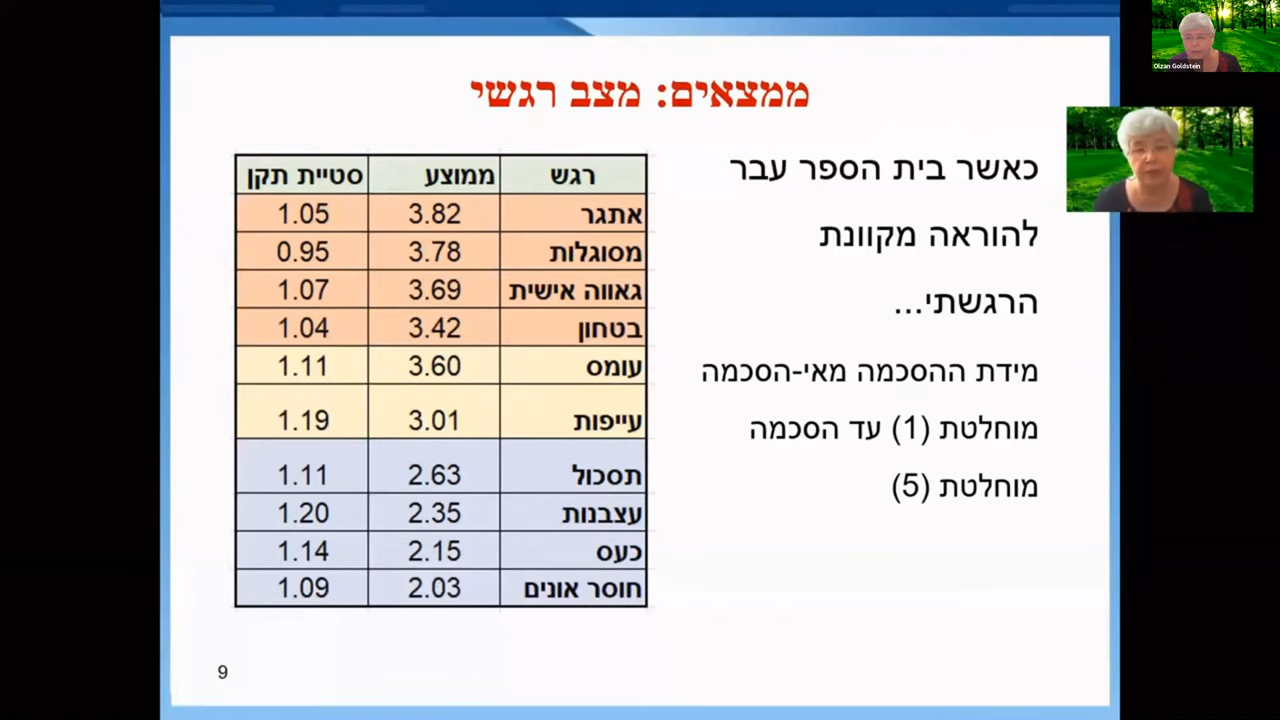 ממצאים: מצב רגשי
כאשר בית הספר עבר
להוראה מקוונת
הרגשתי...
מידת ההסכמה מאי-הסכמה
מוחלטת (1) עד הסכמה
מוחלטת (5)
רגש ממוצע סטיית תקן
אתגר 3.82 1.05
מסוגלות 3.78 0.95
גאווה אישית 3.69 1.07
בטחון 3.42 1.04
עומס 3.60 1.11
עייפות 3.01 1.19
תסכול 2.63 1.11
עצבנות 2.35 1.20
כעס 2.15 1.14
חוסר אונים 2.03 1.09
9
Olzan Goldstein